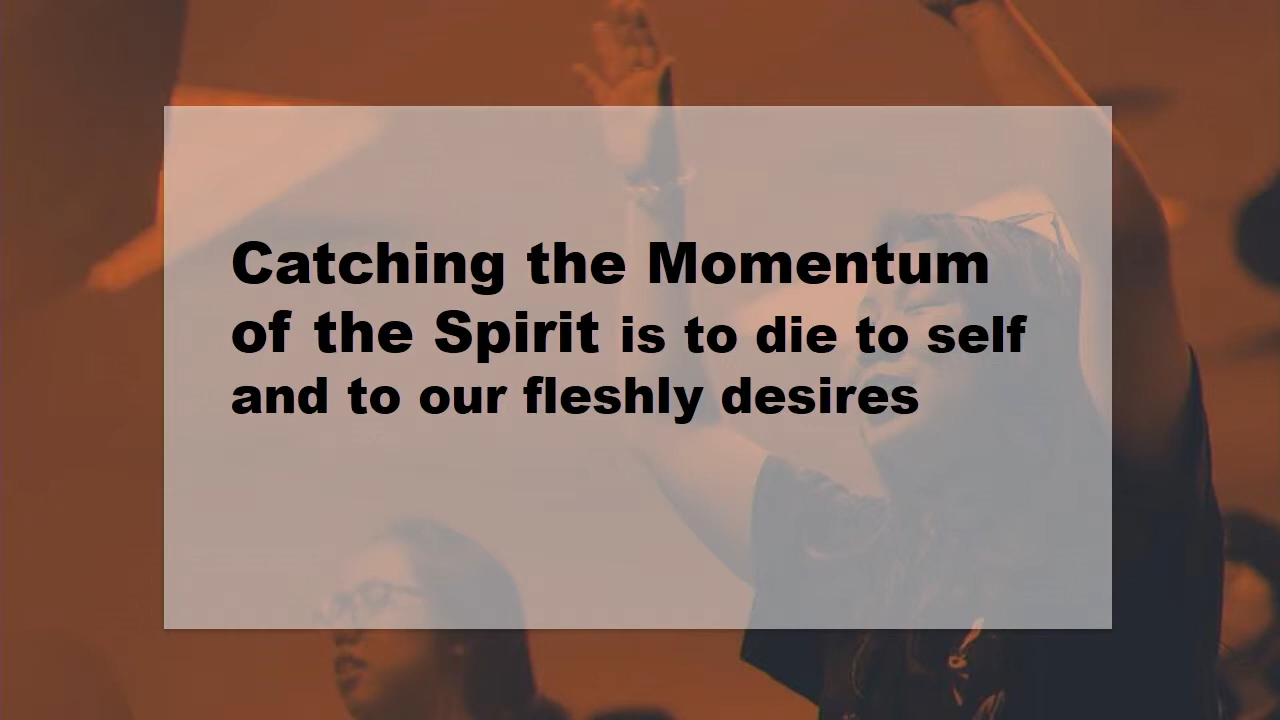 Catching the Momentum
of the Spirit is to die to self
and to our fleshly desires